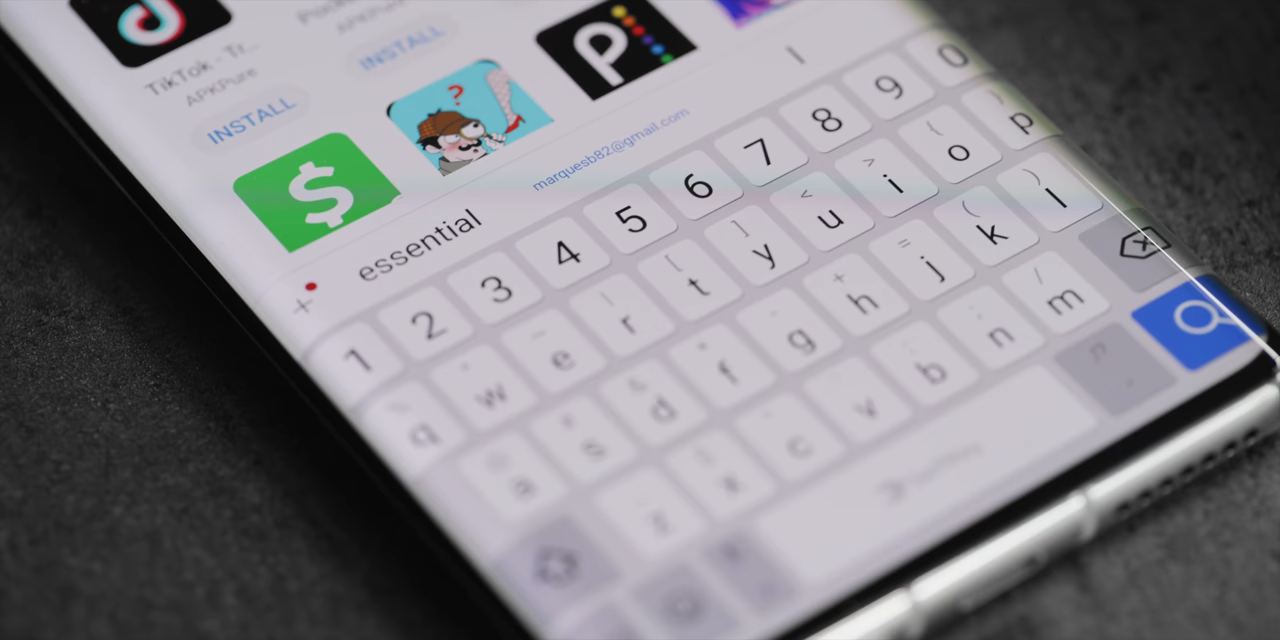 TikTok - Tr...
APKPure
INSTALL
APKPure
INSTALL
$
?
P
essential
marquesb82@gmail.com
I
1 2 3 4 5 6 7 8 9 0
q w e r t y u i o p
a s d f g h j k l
z x c v b n m